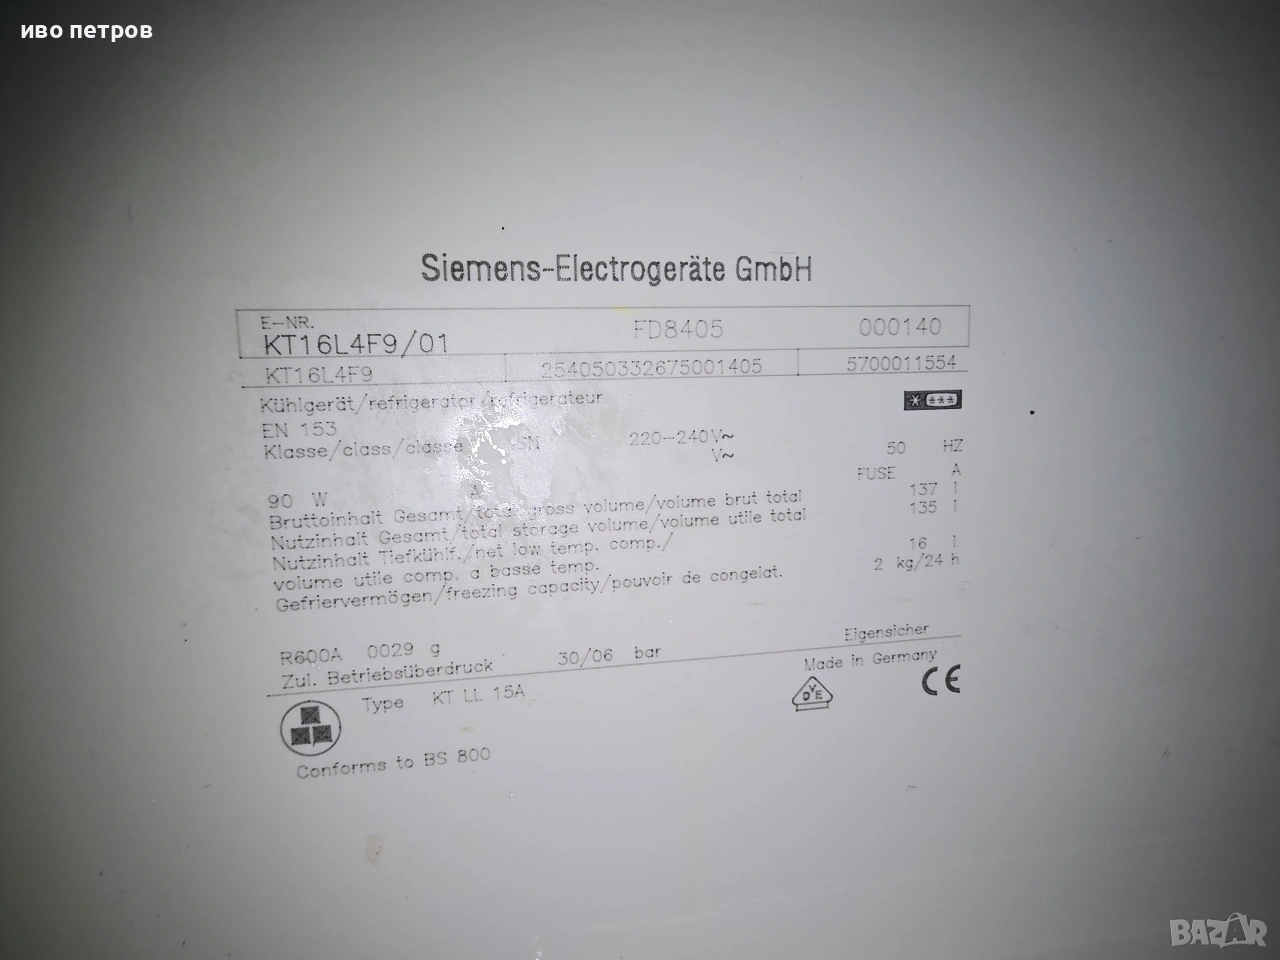 иво петров
Siemens-Electrogeräte GmbH
E-NR.
KT16L4F9/01 FD8405 000140
KT16L4F9 254050332675001405 5700011554
Kühlgerät/refrigerator/refrigerateur
EN 153
Klasse/class/classe SN 220-240V~ 50 HZ
V~ FUSE A
90 W
Bruttoinhalt Gesamt/total gross volume/volume brut total 137 l
Nutzinhalt Gesamt/total storage volume/volume utile total 135 l
Nutzinhalt Tiefkühlf./net low temp. comp./
volume utile comp. a basse temp. 16 l
Gefriervermögen/freezing capacity/pouvoir de congelat. 2 kg/24 h
R600A 0029 g
Zul. Betriebsüberdruck 30/06 bar Eigensicher
Type KT LL 15A Made in Germany
DVE CE
Conforms to BS 800
BAZAR